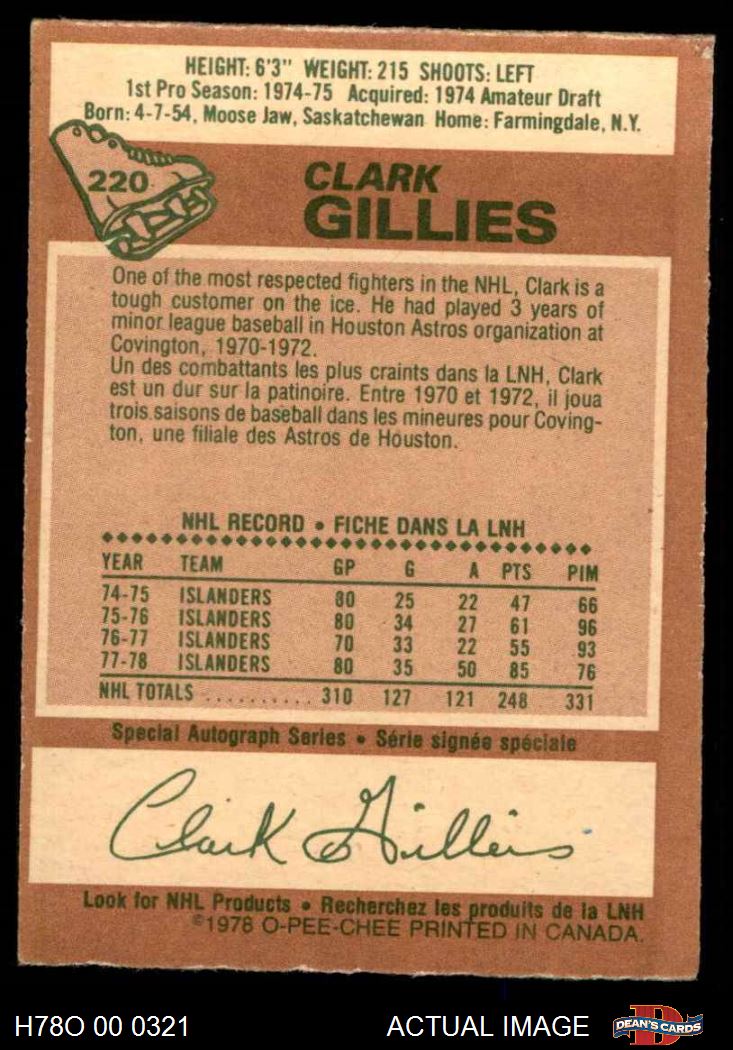 HEIGHT: 6'3" WEIGHT: 215 SHOOTS: LEFT
1st Pro Season: 1974-75 Acquired: 1974 Amateur Draft
Born: 4-7-54, Moose Jaw, Saskatchewan Home: Farmingdale, N.Y.
220
CLARK
GILLIES
One of the most respected fighters in the NHL, Clark is a
tough customer on the ice. He had played 3 years of
minor league baseball in Houston Astros organization at
Covington, 1970-1972.
Un des combattants les plus craints dans la LNH, Clark
est un dur sur la patinoire. Entre 1970 et 1972, il joua
trois saisons de baseball dans les mineures pour Coving-
ton, une filiale des Astros de Houston.
NHL RECORD • FICHE DANS LA LNH
YEAR TEAM GP G A PTS PIM
74-75 ISLANDERS 80 25 22 47 66
75-76 ISLANDERS 80 34 27 61 96
76-77 ISLANDERS 70 33 22 55 93
77-78 ISLANDERS 80 35 50 85 76
NHL TOTALS .......... 310 127 121 248 331
Special Autograph Series • Série signée spéciale
Clark Gillies
Look for NHL Products • Recherchez les produits de la LNH
©1978 O-PEE-CHEE PRINTED IN CANADA.
H78O 00 0321 ACTUAL IMAGE D DEAN'S CARDS